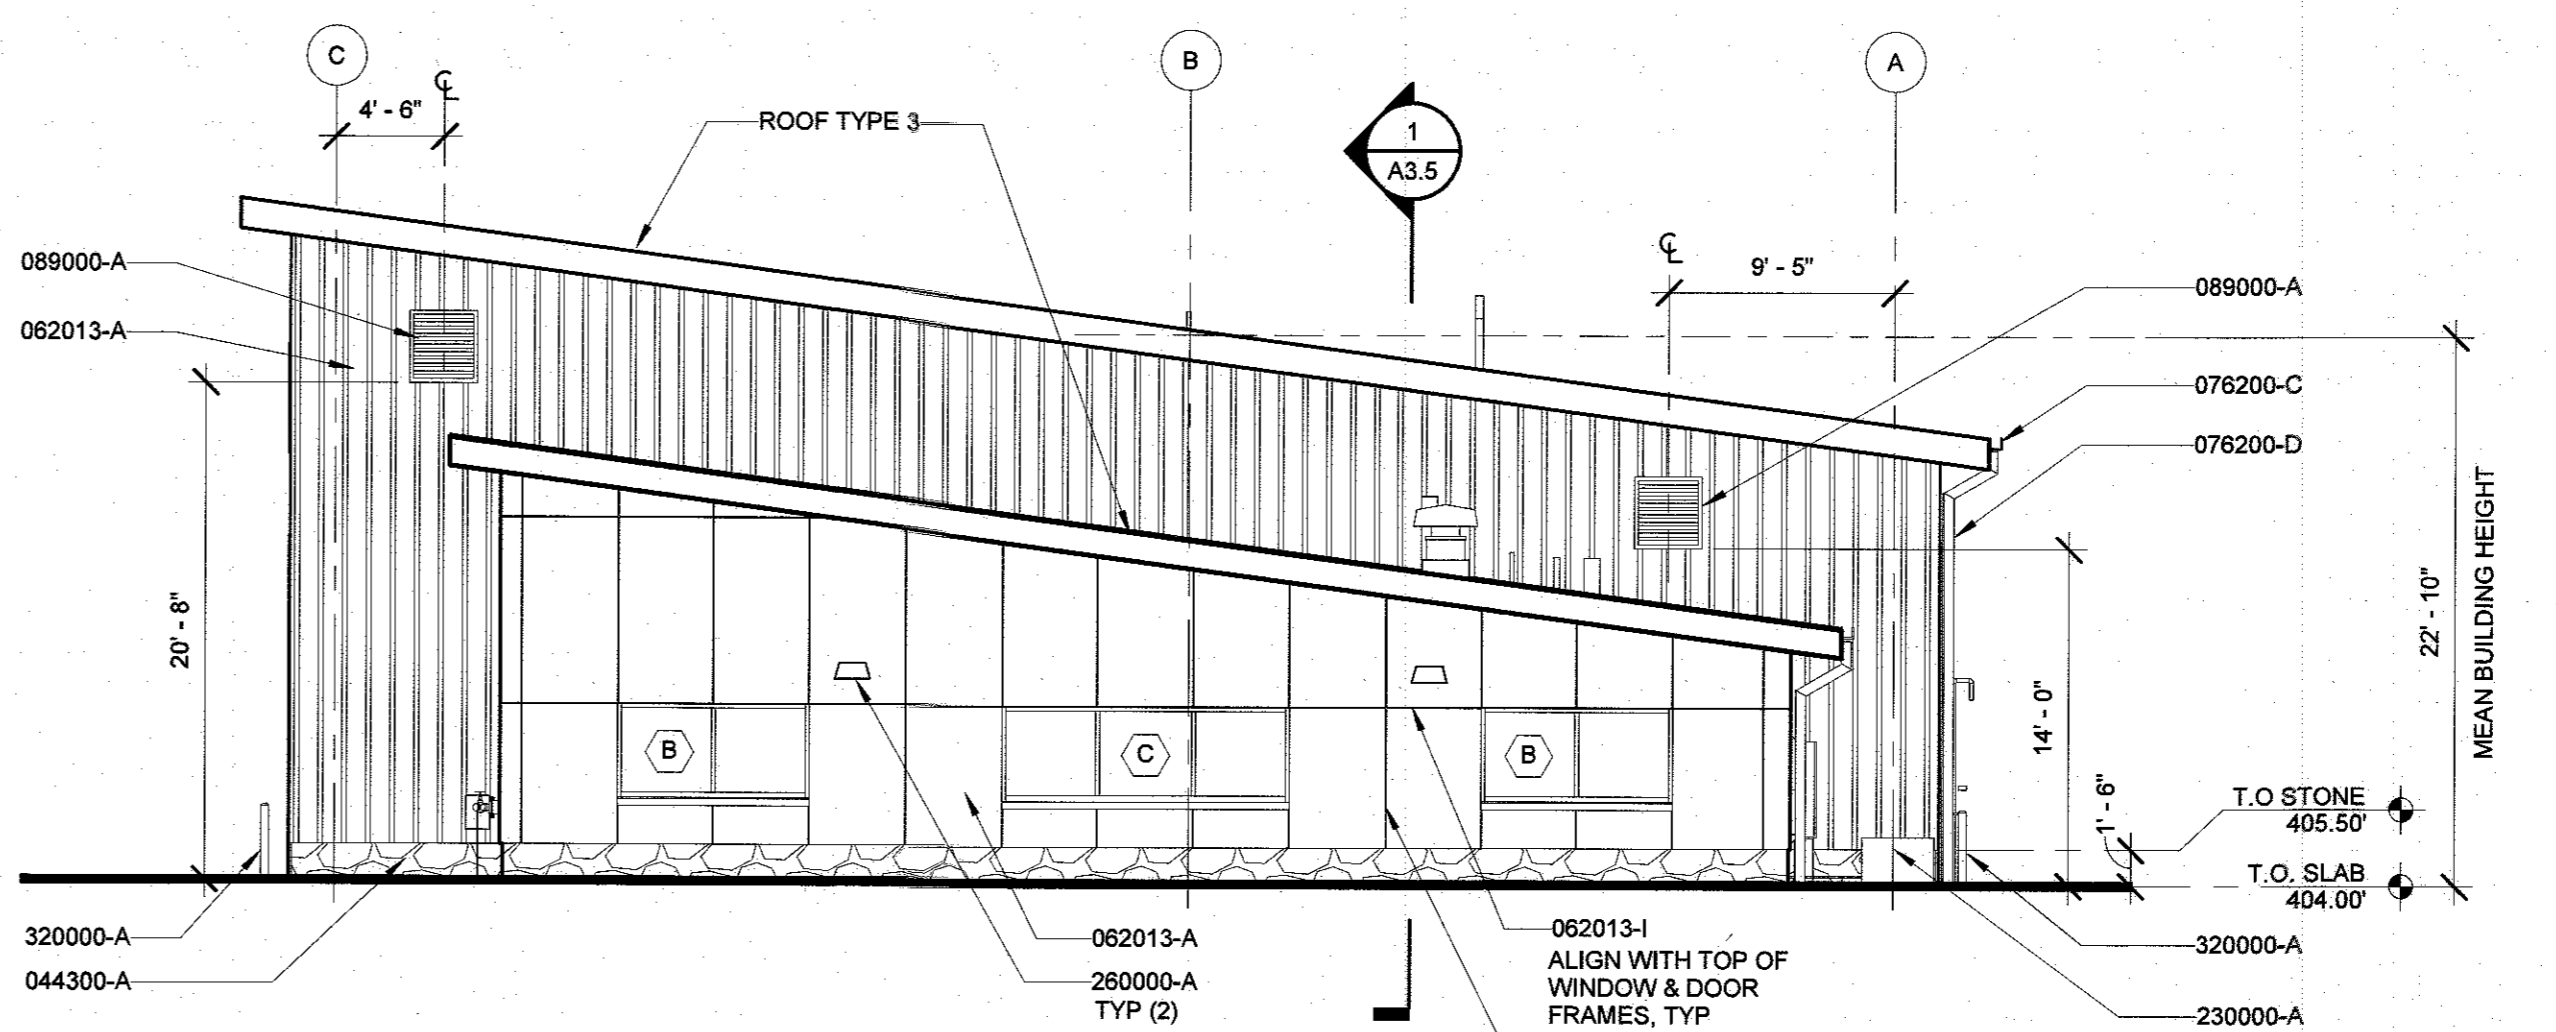 C
B
A
℄
4' - 6"
ROOF TYPE 3
1
A3.5
℄
9' - 5"
089000-A
062013-A
089000-A
076200-C
076200-D
20' - 8"
14' - 0"
22' - 10"
MEAN BUILDING HEIGHT
1' - 6"
B
C
B
T.O STONE
405.50'
T.O. SLAB
404.00'
320000-A
044300-A
062013-A
260000-A
TYP (2)
062013-I
ALIGN WITH TOP OF
WINDOW & DOOR
FRAMES, TYP
320000-A
230000-A